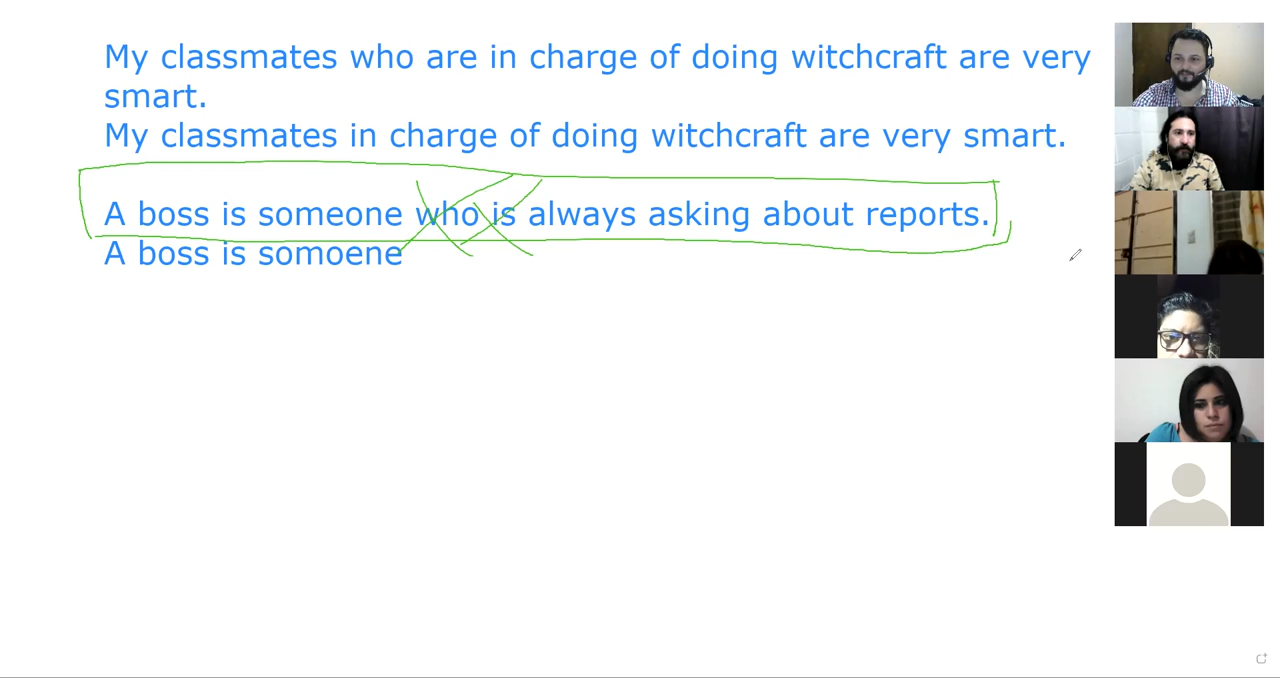 My classmates who are in charge of doing witchcraft are very
smart.
My classmates in charge of doing witchcraft are very smart.
A boss is someone who is always asking about reports.
A boss is somoene